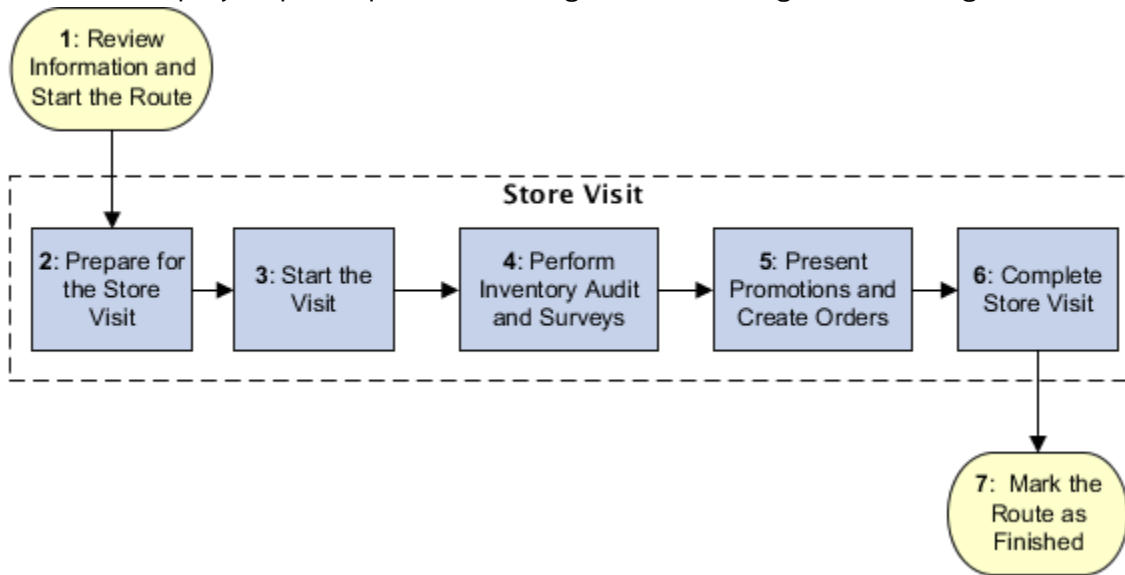 1: Review
Information and
Start the Route
Store Visit
2: Prepare for
the Store
Visit
3: Start the
Visit
4: Perform
Inventory Audit
and Surveys
5: Present
Promotions and
Create Orders
6: Complete
Store Visit
7: Mark the
Route as
Finished